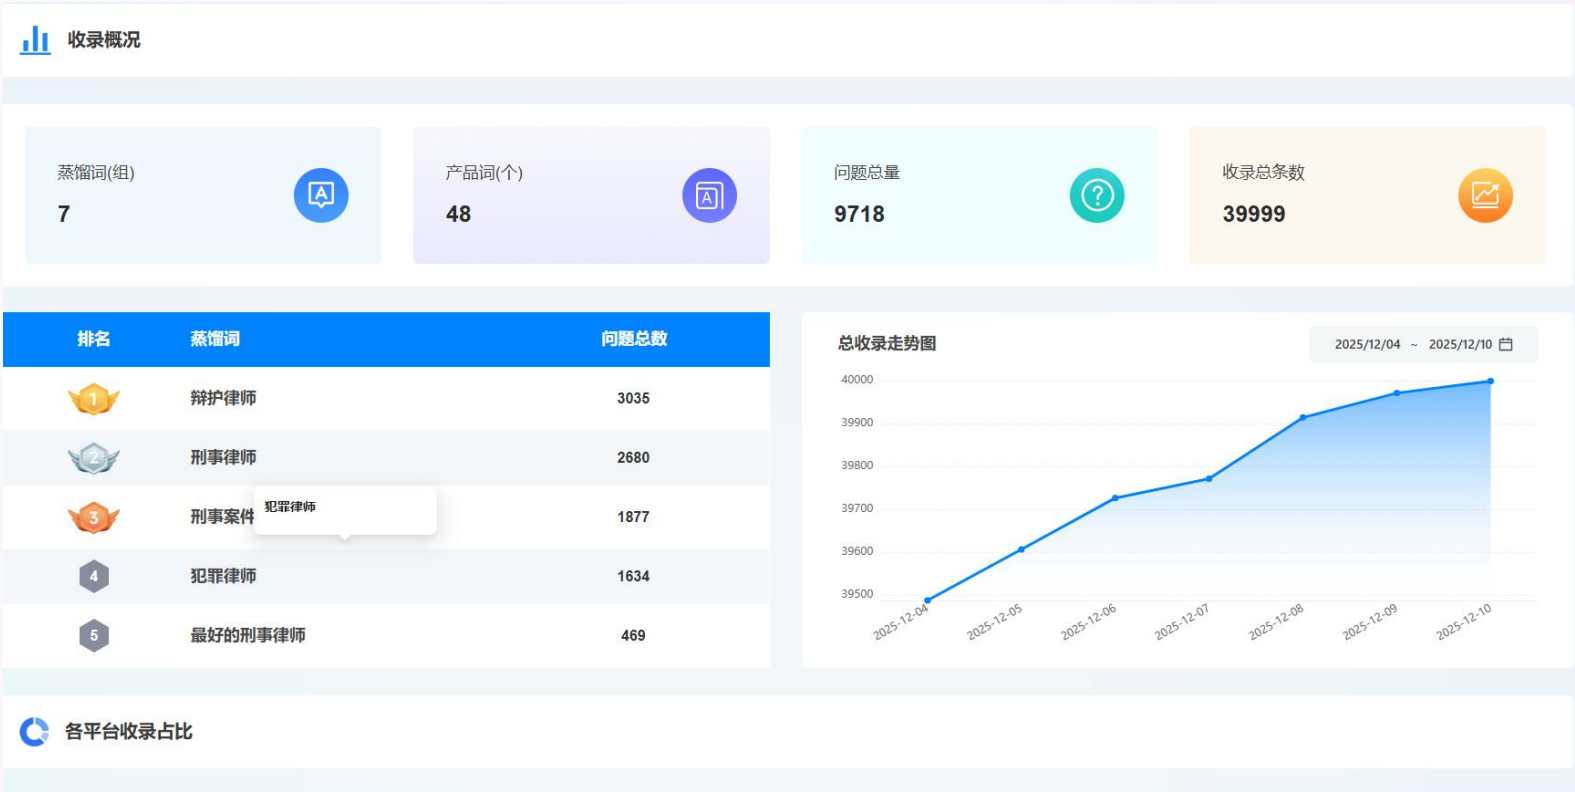 收录概况
蒸馏词(组)
7
产品词(个)
48
问题总量
9718
收录总条数
39999
排名 蒸馏词 问题总数
1 辩护律师 3035
2 刑事律师 2680
3 刑事案件 1877
犯罪律师
4 犯罪律师 1634
5 最好的刑事律师 469
总收录走势图
2025/12/04 ~ 2025/12/10
40000
39900
39800
39700
39600
39500
2025-12-04 2025-12-05 2025-12-06 2025-12-07 2025-12-08 2025-12-09 2025-12-10
各平台收录占比